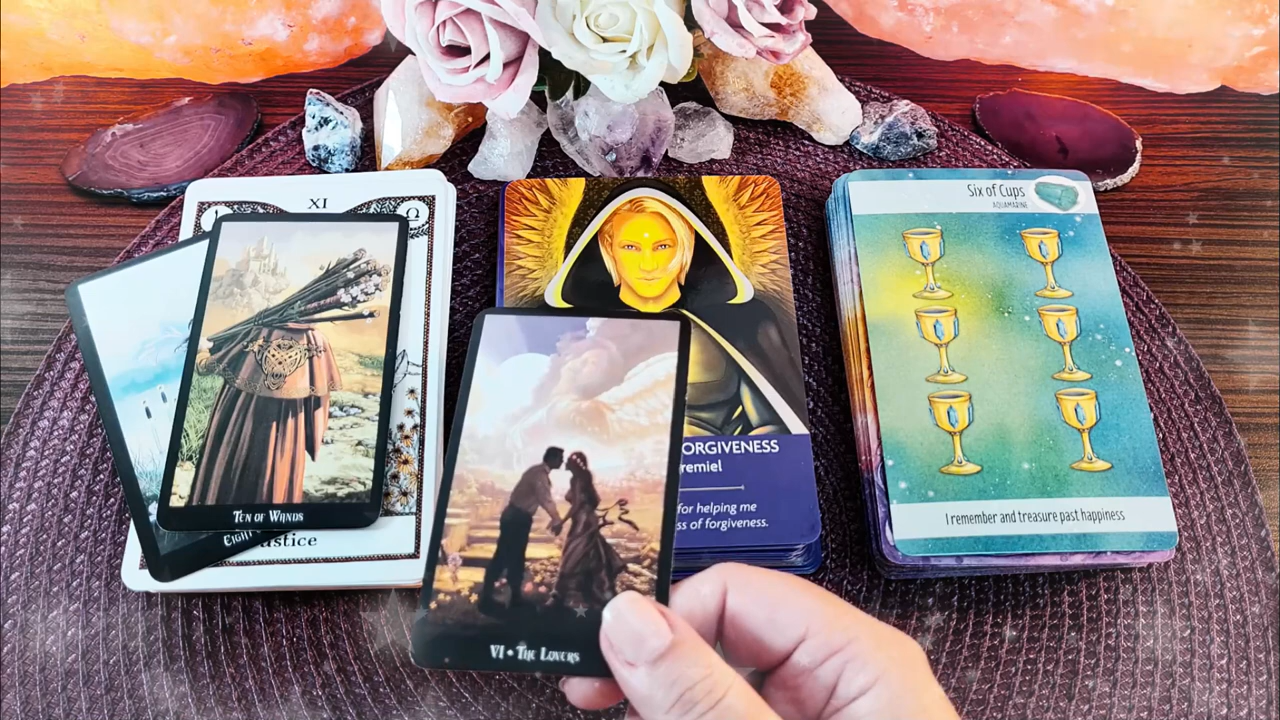 XI
TEN OF WANDS
EIGHT
ustice
ORGIVENESS
remiel
for helping me
ss of forgiveness.
VI • THE LOVERS
SIX OF CUPS
AQUAMARINE
I remember and treasure past happiness